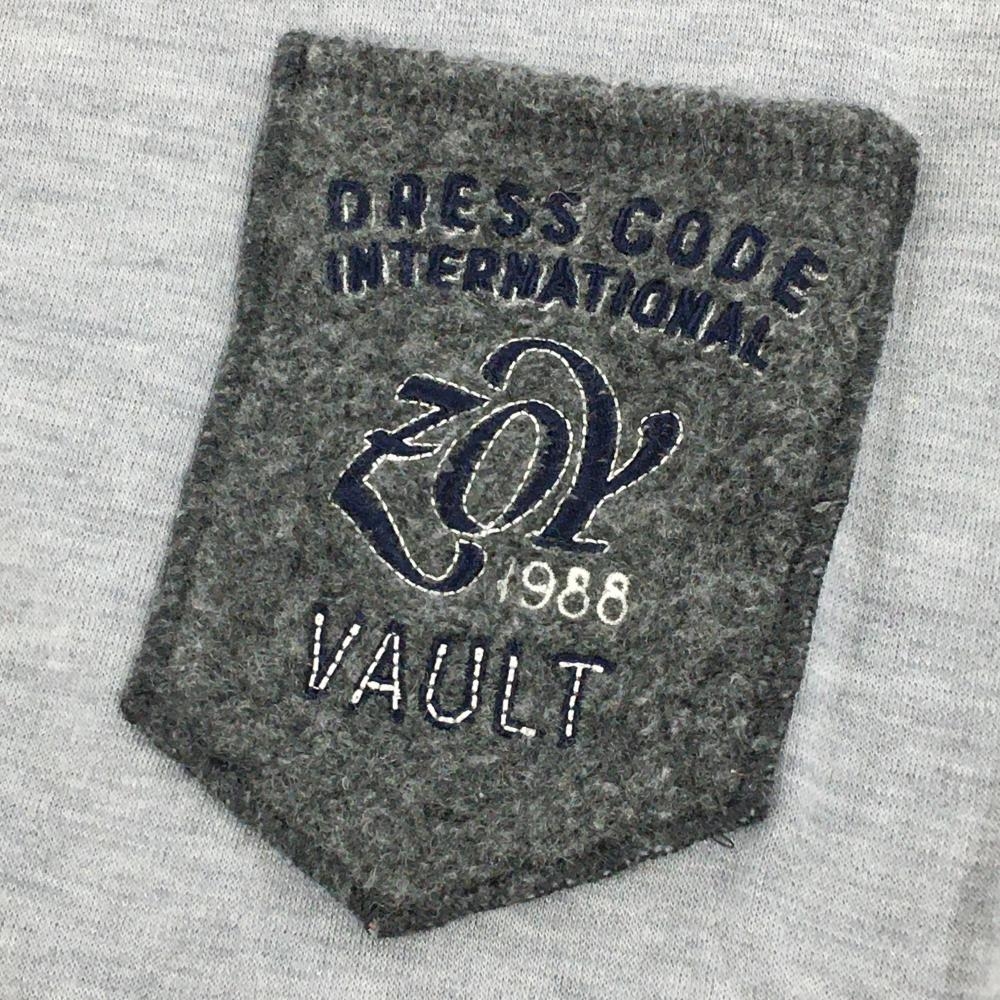 DRESS CODE
INTERNATIONAL
ZOY
1988
VAULT